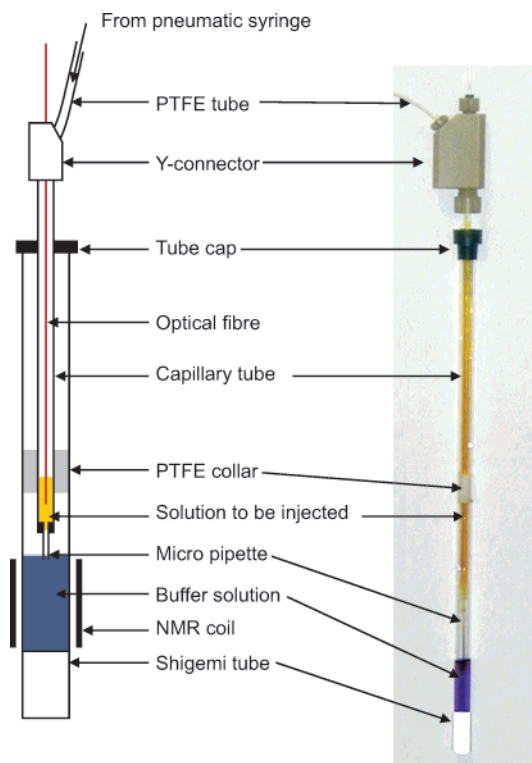 From pneumatic syringe
PTFE tube
Y-connector
Tube cap
Optical fibre
Capillary tube
PTFE collar
Solution to be injected
Micro pipette
Buffer solution
NMR coil
Shigemi tube